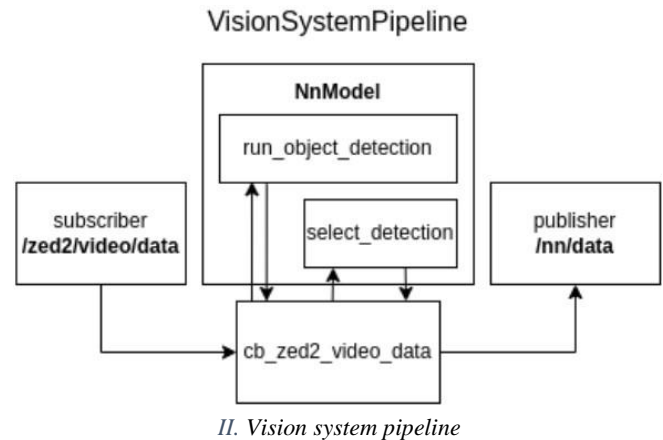 VisionSystemPipeline
NnModel
run_object_detection
subscriber
/zed2/video/data
select_detection
publisher
/nn/data
cb_zed2_video_data
II. Vision system pipeline